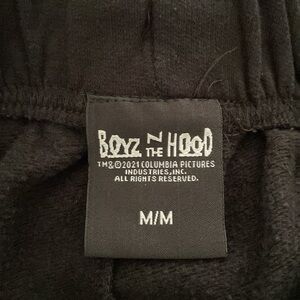 BOYZ N THE HOOD
TM&©2021 COLUMBIA PICTURES
INDUSTRIES, INC.
ALL RIGHTS RESERVED.
M/M